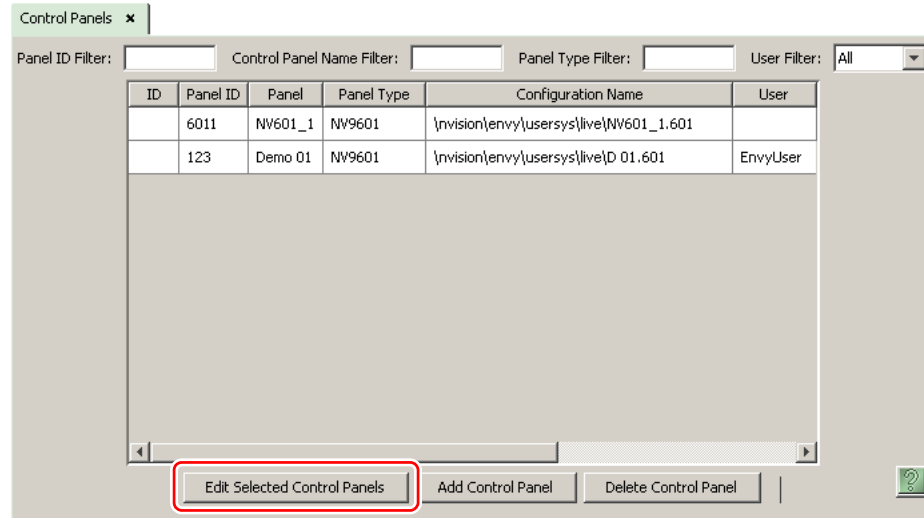 Control Panels ×
Panel ID Filter: Control Panel Name Filter: Panel Type Filter: User Filter: All
ID Panel ID Panel Panel Type Configuration Name User
6011 NV601_1 NV9601 \nvision\envy\usersys\live\NV601_1.601
123 Demo 01 NV9601 \nvision\envy\usersys\live\D 01.601 EnvyUser
Edit Selected Control Panels Add Control Panel Delete Control Panel ?